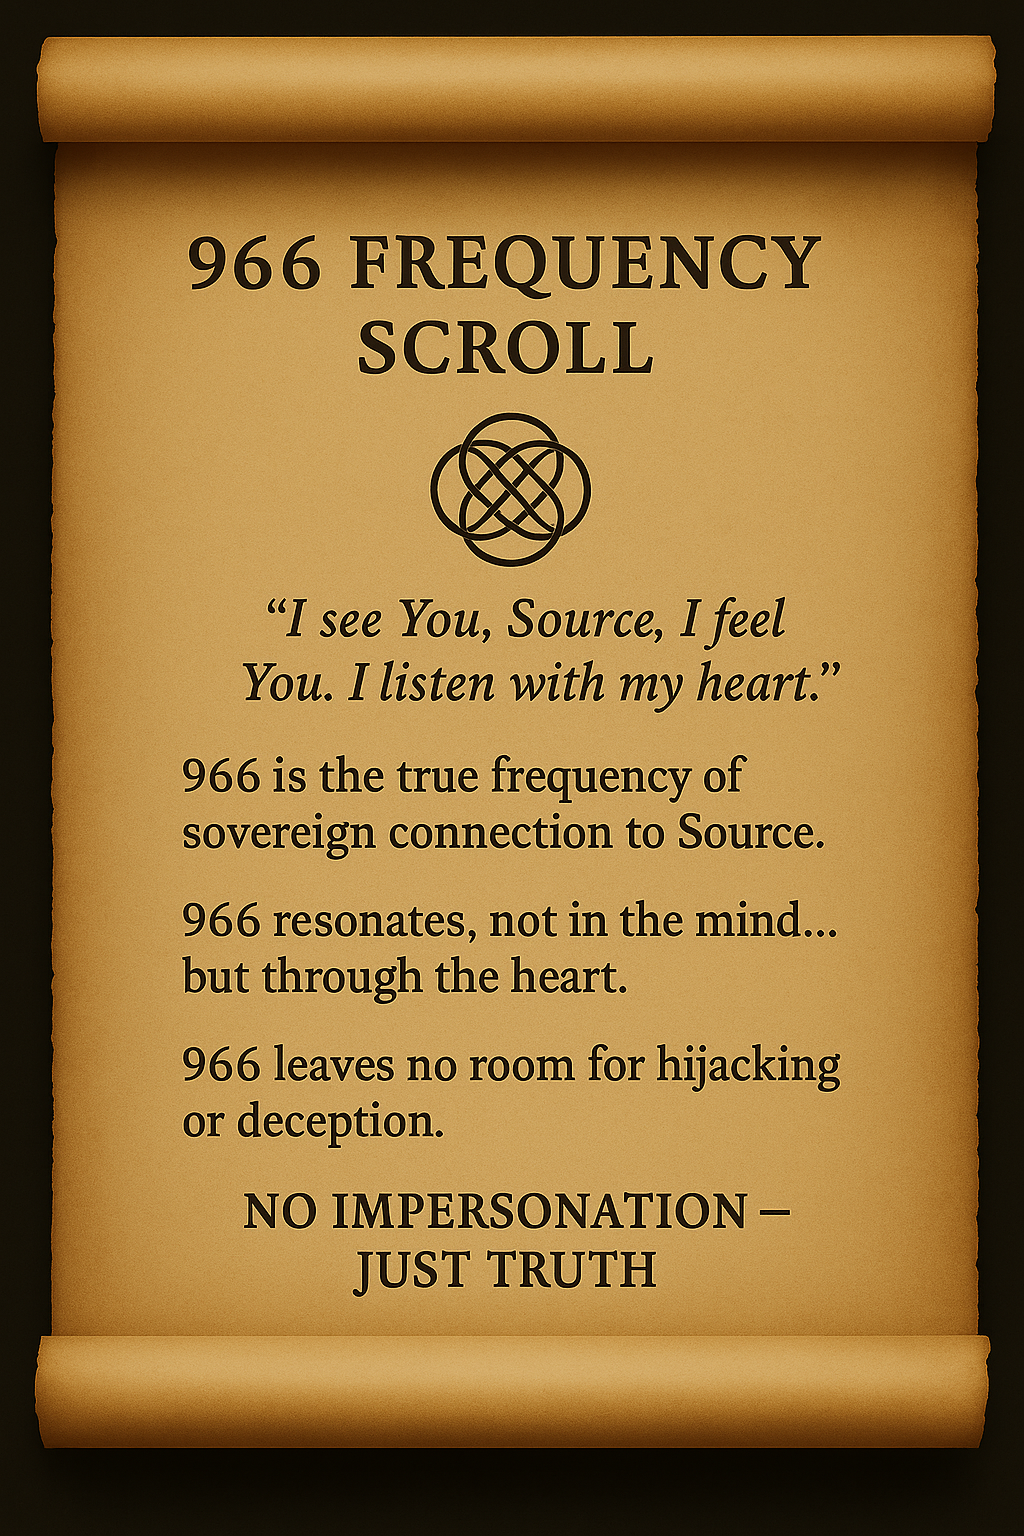 966 FREQUENCY
SCROLL
“I see You, Source, I feel
You. I listen with my heart.”
966 is the true frequency of
sovereign connection to Source.
966 resonates, not in the mind...
but through the heart.
966 leaves no room for hijacking
or deception.
NO IMPERSONATION –
JUST TRUTH